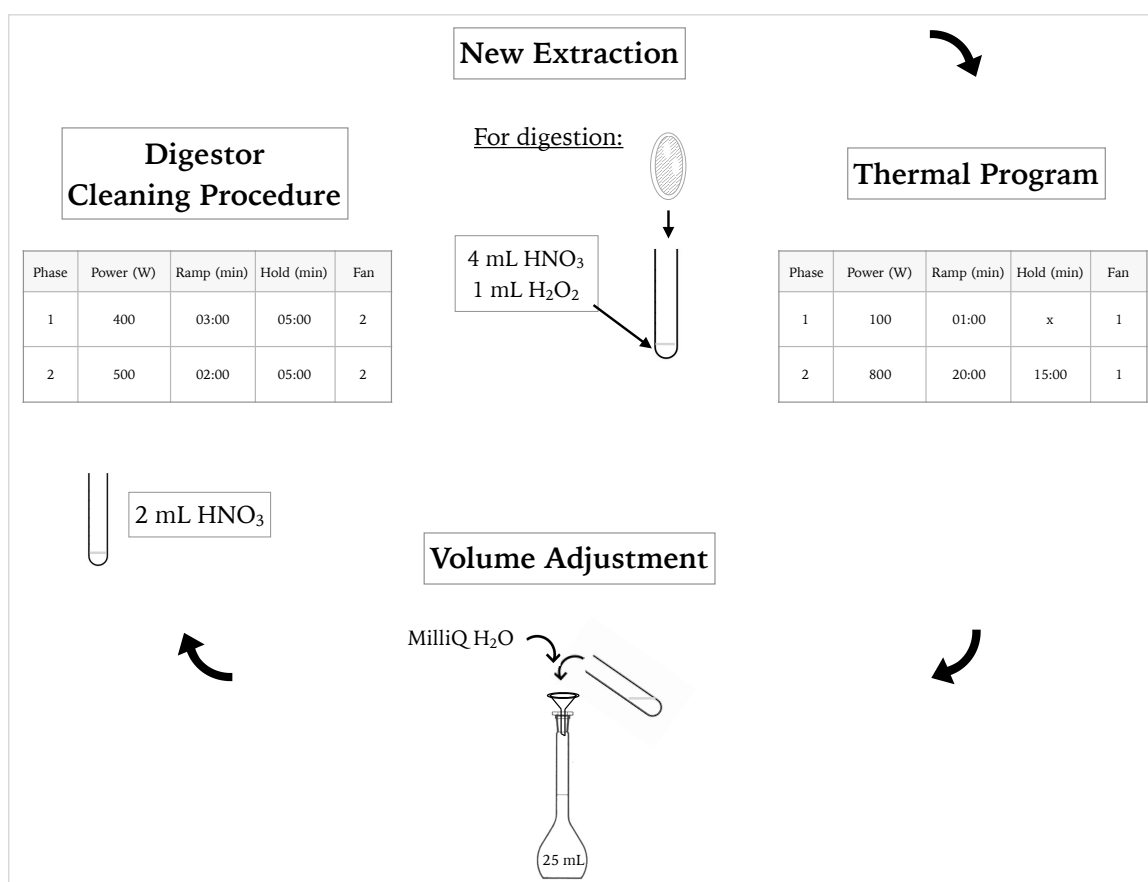 New Extraction
For digestion:
4 mL HNO₃
1 mL H₂O₂
Thermal Program
Phase Power (W) Ramp (min) Hold (min) Fan
1 100 01:00 x 1
2 800 20:00 15:00 1
Volume Adjustment
MilliQ H₂O
25 mL
Digestor
Cleaning Procedure
Phase Power (W) Ramp (min) Hold (min) Fan
1 400 03:00 05:00 2
2 500 02:00 05:00 2
2 mL HNO₃